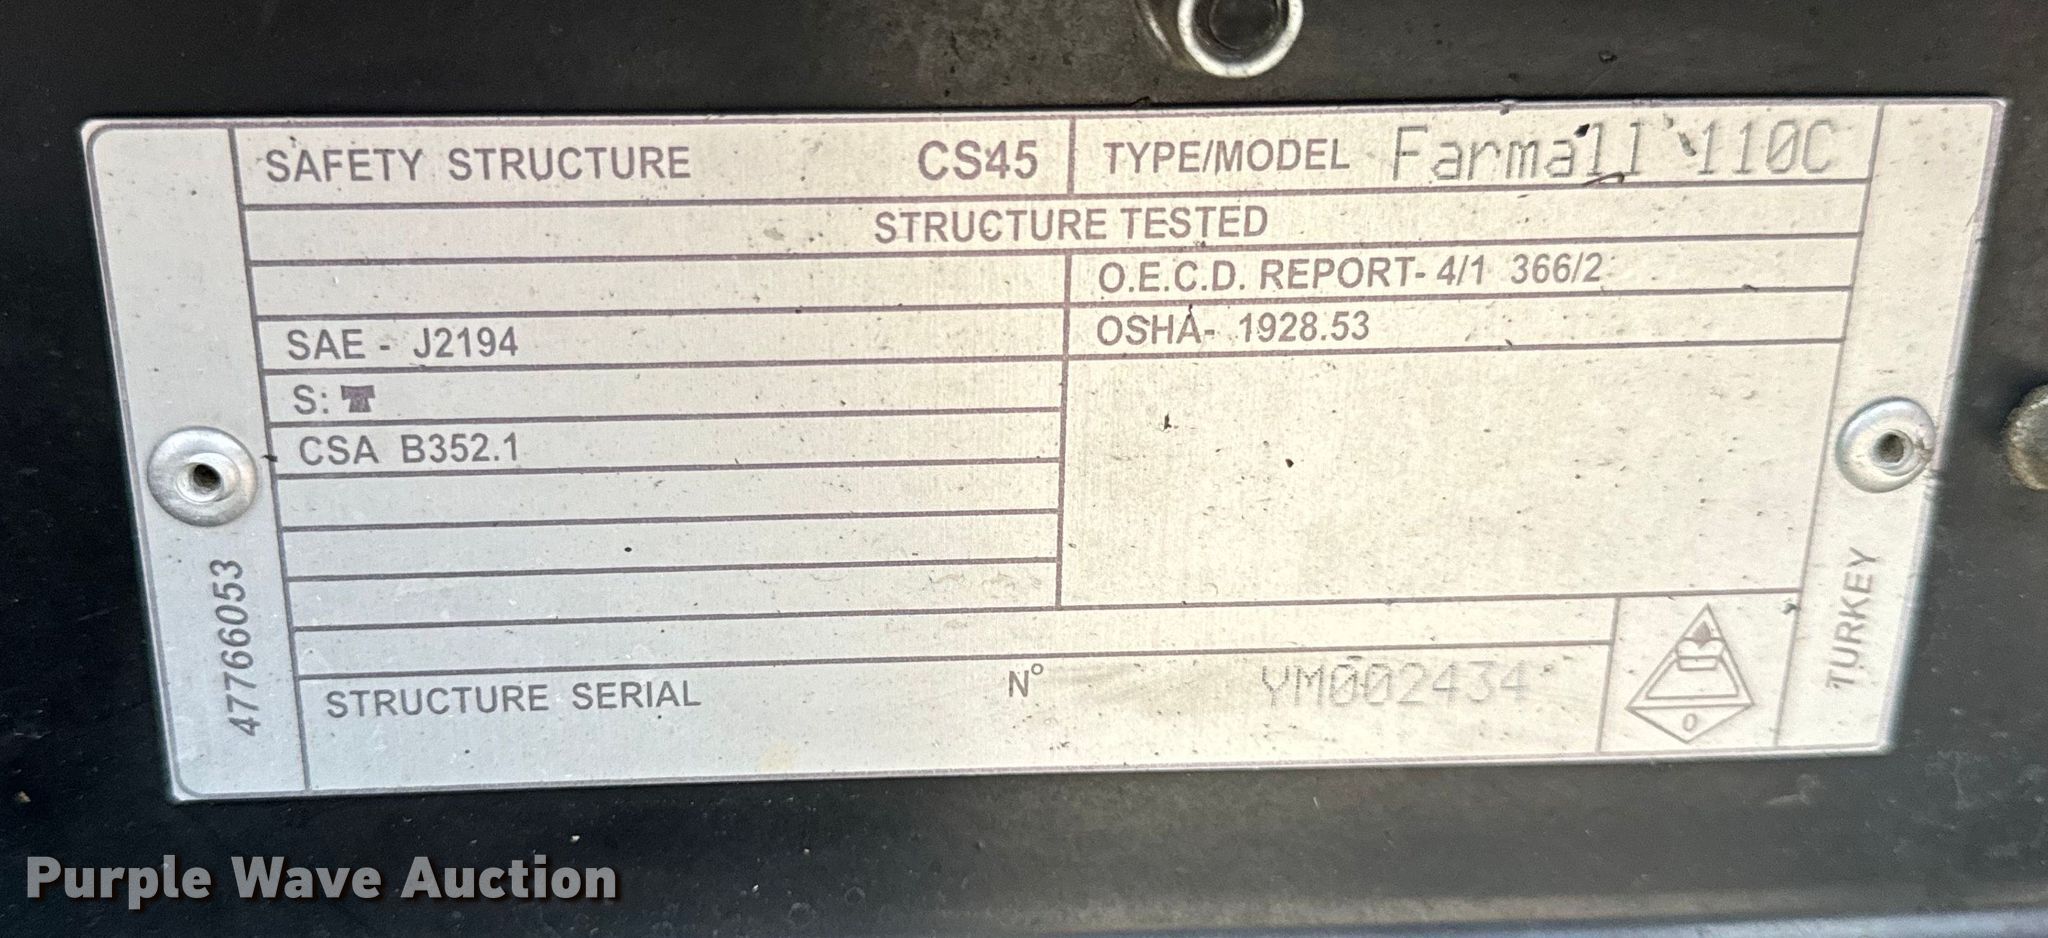 SAFETY STRUCTURE CS45 TYPE/MODEL Farmall 110C
STRUCTURE TESTED
O.E.C.D. REPORT- 4/1 366/2
SAE - J2194 OSHA- 1928.53
S: T
CSA B352.1
47766053
TURKEY
STRUCTURE SERIAL N° YM002434
0
Purple Wave Auction